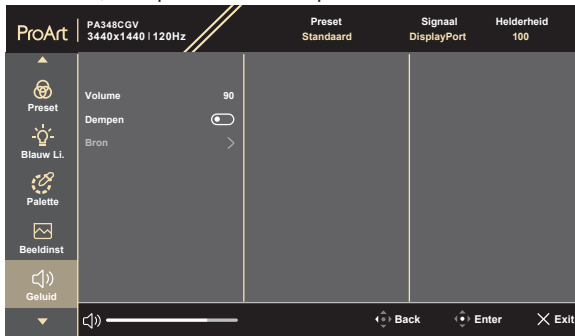 ProArt
PA348CGV
3440x1440 | 120Hz
Preset
Standaard
Signaal
DisplayPort
Helderheid
100
Preset
Blauw Li.
Palette
Beeldinst
Geluid
Volume 90
Dempen
Bron
Back
Enter
Exit